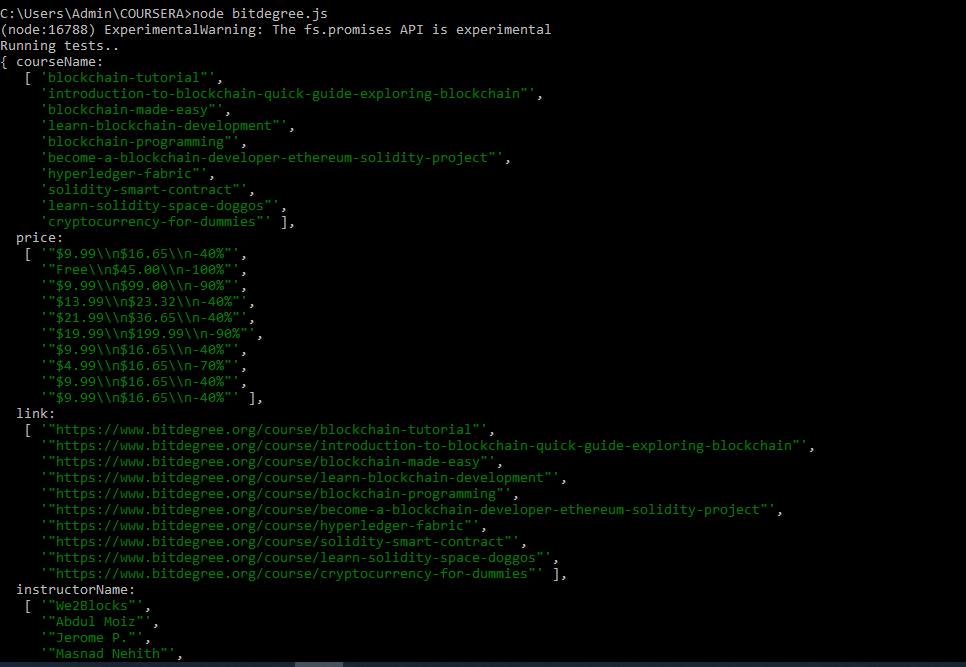 C:\Users\Admin\COURSERA>node bitdegree.js
(node:16788) ExperimentalWarning: The fs.promises API is experimental
Running tests..
{ courseName:
   [ 'blockchain-tutorial"',
     'introduction-to-blockchain-quick-guide-exploring-blockchain"',
     'blockchain-made-easy"',
     'learn-blockchain-development"',
     'blockchain-programming"',
     'become-a-blockchain-developer-ethereum-solidity-project"',
     'hyperledger-fabric"',
     'solidity-smart-contract"',
     'learn-solidity-space-doggos"',
     'cryptocurrency-for-dummies"' ],
  price:
   [ '"$9.99\\n$16.65\\n-40%"',
     '"Free\\n$45.00\\n-100%"',
     '"$9.99\\n$99.00\\n-90%"',
     '"$13.99\\n$23.32\\n-40%"',
     '"$21.99\\n$36.65\\n-40%"',
     '"$19.99\\n$199.99\\n-90%"',
     '"$9.99\\n$16.65\\n-40%"',
     '"$4.99\\n$16.65\\n-70%"',
     '"$9.99\\n$16.65\\n-40%"',
     '"$9.99\\n$16.65\\n-40%"' ],
  link:
   [ '"https://www.bitdegree.org/course/blockchain-tutorial"',
     '"https://www.bitdegree.org/course/introduction-to-blockchain-quick-guide-exploring-blockchain"',
     '"https://www.bitdegree.org/course/blockchain-made-easy"',
     '"https://www.bitdegree.org/course/learn-blockchain-development"',
     '"https://www.bitdegree.org/course/blockchain-programming"',
     '"https://www.bitdegree.org/course/become-a-blockchain-developer-ethereum-solidity-project"',
     '"https://www.bitdegree.org/course/hyperledger-fabric"',
     '"https://www.bitdegree.org/course/solidity-smart-contract"',
     '"https://www.bitdegree.org/course/learn-solidity-space-doggos"',
     '"https://www.bitdegree.org/course/cryptocurrency-for-dummies"' ],
  instructorName:
   [ '"We2Blocks"',
     '"Abdul Moiz"',
     '"Jerome P."',
     '"Masnad Nehith"',